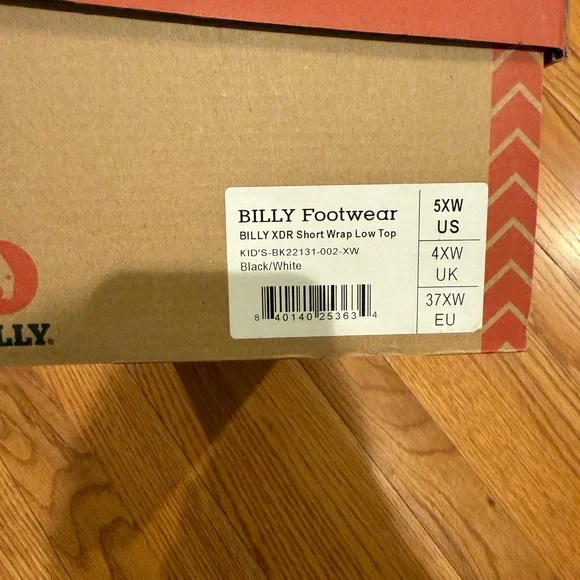 BILLY Footwear
BILLY XDR Short Wrap Low Top
KID'S-BK22131-002-XW
Black/White
8 40140 25363 4
5XW
US
4XW
UK
37XW
EU
LLY®